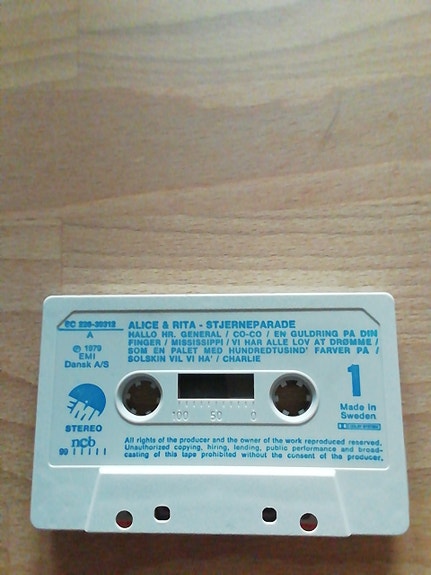 ALICE & RITA - STJERNEPARADE
A
HALLO HR. GENERAL / CO-CO / EN GULDRING PÅ DIN
FINGER / MISSISSIPPI / VI HAR ALLE LOV AT DRØMME /
SOM EN PALET MED HUNDREDTUSIND' FARVER PÅ /
SOLSKIN VIL VI HA' / CHARLIE
℗ 1979
EMI
Dansk A/S
1
Made in
Sweden
EMI
STEREO
ncb
100 50 0
All rights of the producer and the owner of the work reproduced reserved.
Unauthorized copying, hiring, lending, public performance and broad-
casting of this tape prohibited without the consent of the producer.